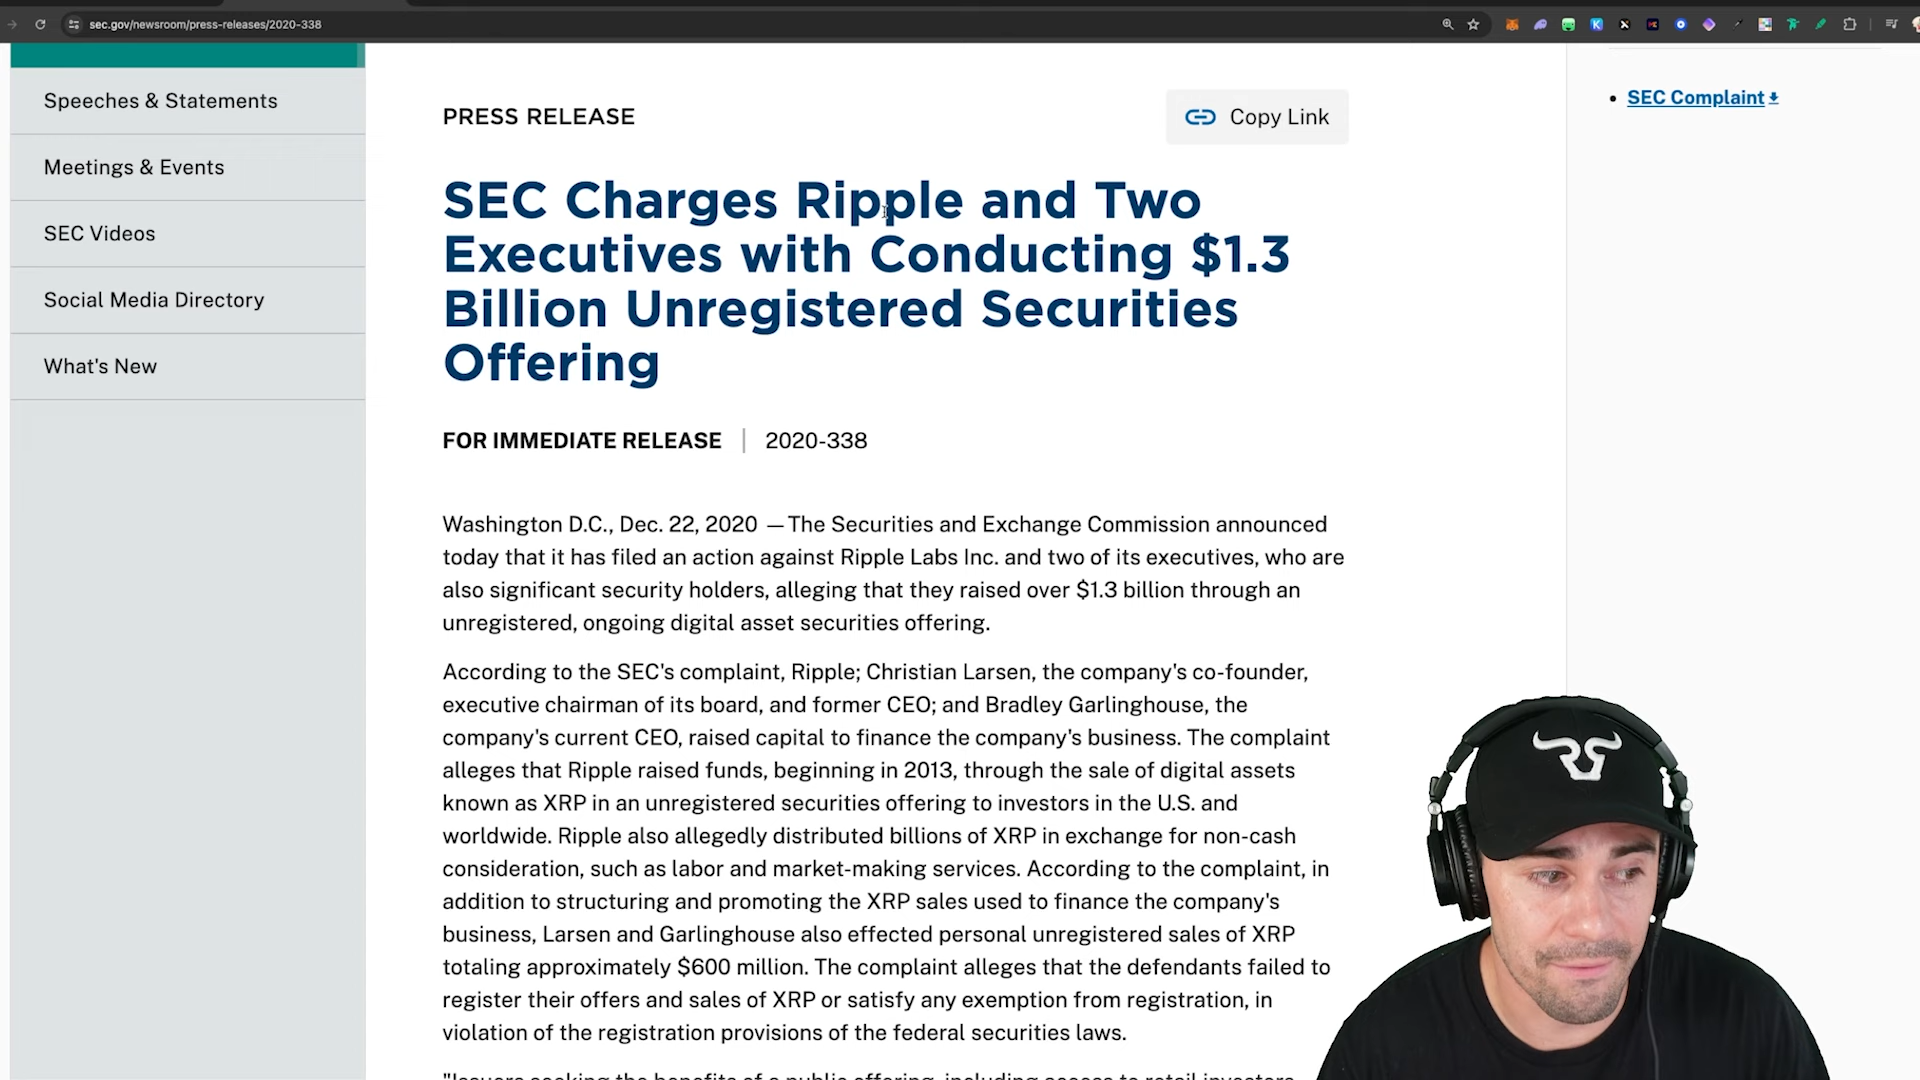 sec.gov/newsroom/press-releases/2020-338
Speeches & Statements
Meetings & Events
SEC Videos
Social Media Directory
What's New
PRESS RELEASE
Copy Link
SEC Charges Ripple and Two
Executives with Conducting $1.3
Billion Unregistered Securities
Offering
FOR IMMEDIATE RELEASE | 2020-338
Washington D.C., Dec. 22, 2020 — The Securities and Exchange Commission announced
today that it has filed an action against Ripple Labs Inc. and two of its executives, who are
also significant security holders, alleging that they raised over $1.3 billion through an
unregistered, ongoing digital asset securities offering.
According to the SEC's complaint, Ripple; Christian Larsen, the company's co-founder,
executive chairman of its board, and former CEO; and Bradley Garlinghouse, the
company's current CEO, raised capital to finance the company's business. The complaint
alleges that Ripple raised funds, beginning in 2013, through the sale of digital assets
known as XRP in an unregistered securities offering to investors in the U.S. and
worldwide. Ripple also allegedly distributed billions of XRP in exchange for non-cash
consideration, such as labor and market-making services. According to the complaint, in
addition to structuring and promoting the XRP sales used to finance the company's
business, Larsen and Garlinghouse also effected personal unregistered sales of XRP
totaling approximately $600 million. The complaint alleges that the defendants failed to
register their offers and sales of XRP or satisfy any exemption from registration, in
violation of the registration provisions of the federal securities laws.
"Issuers seeking the benefits of a public offering, including access to retail investors
SEC Complaint